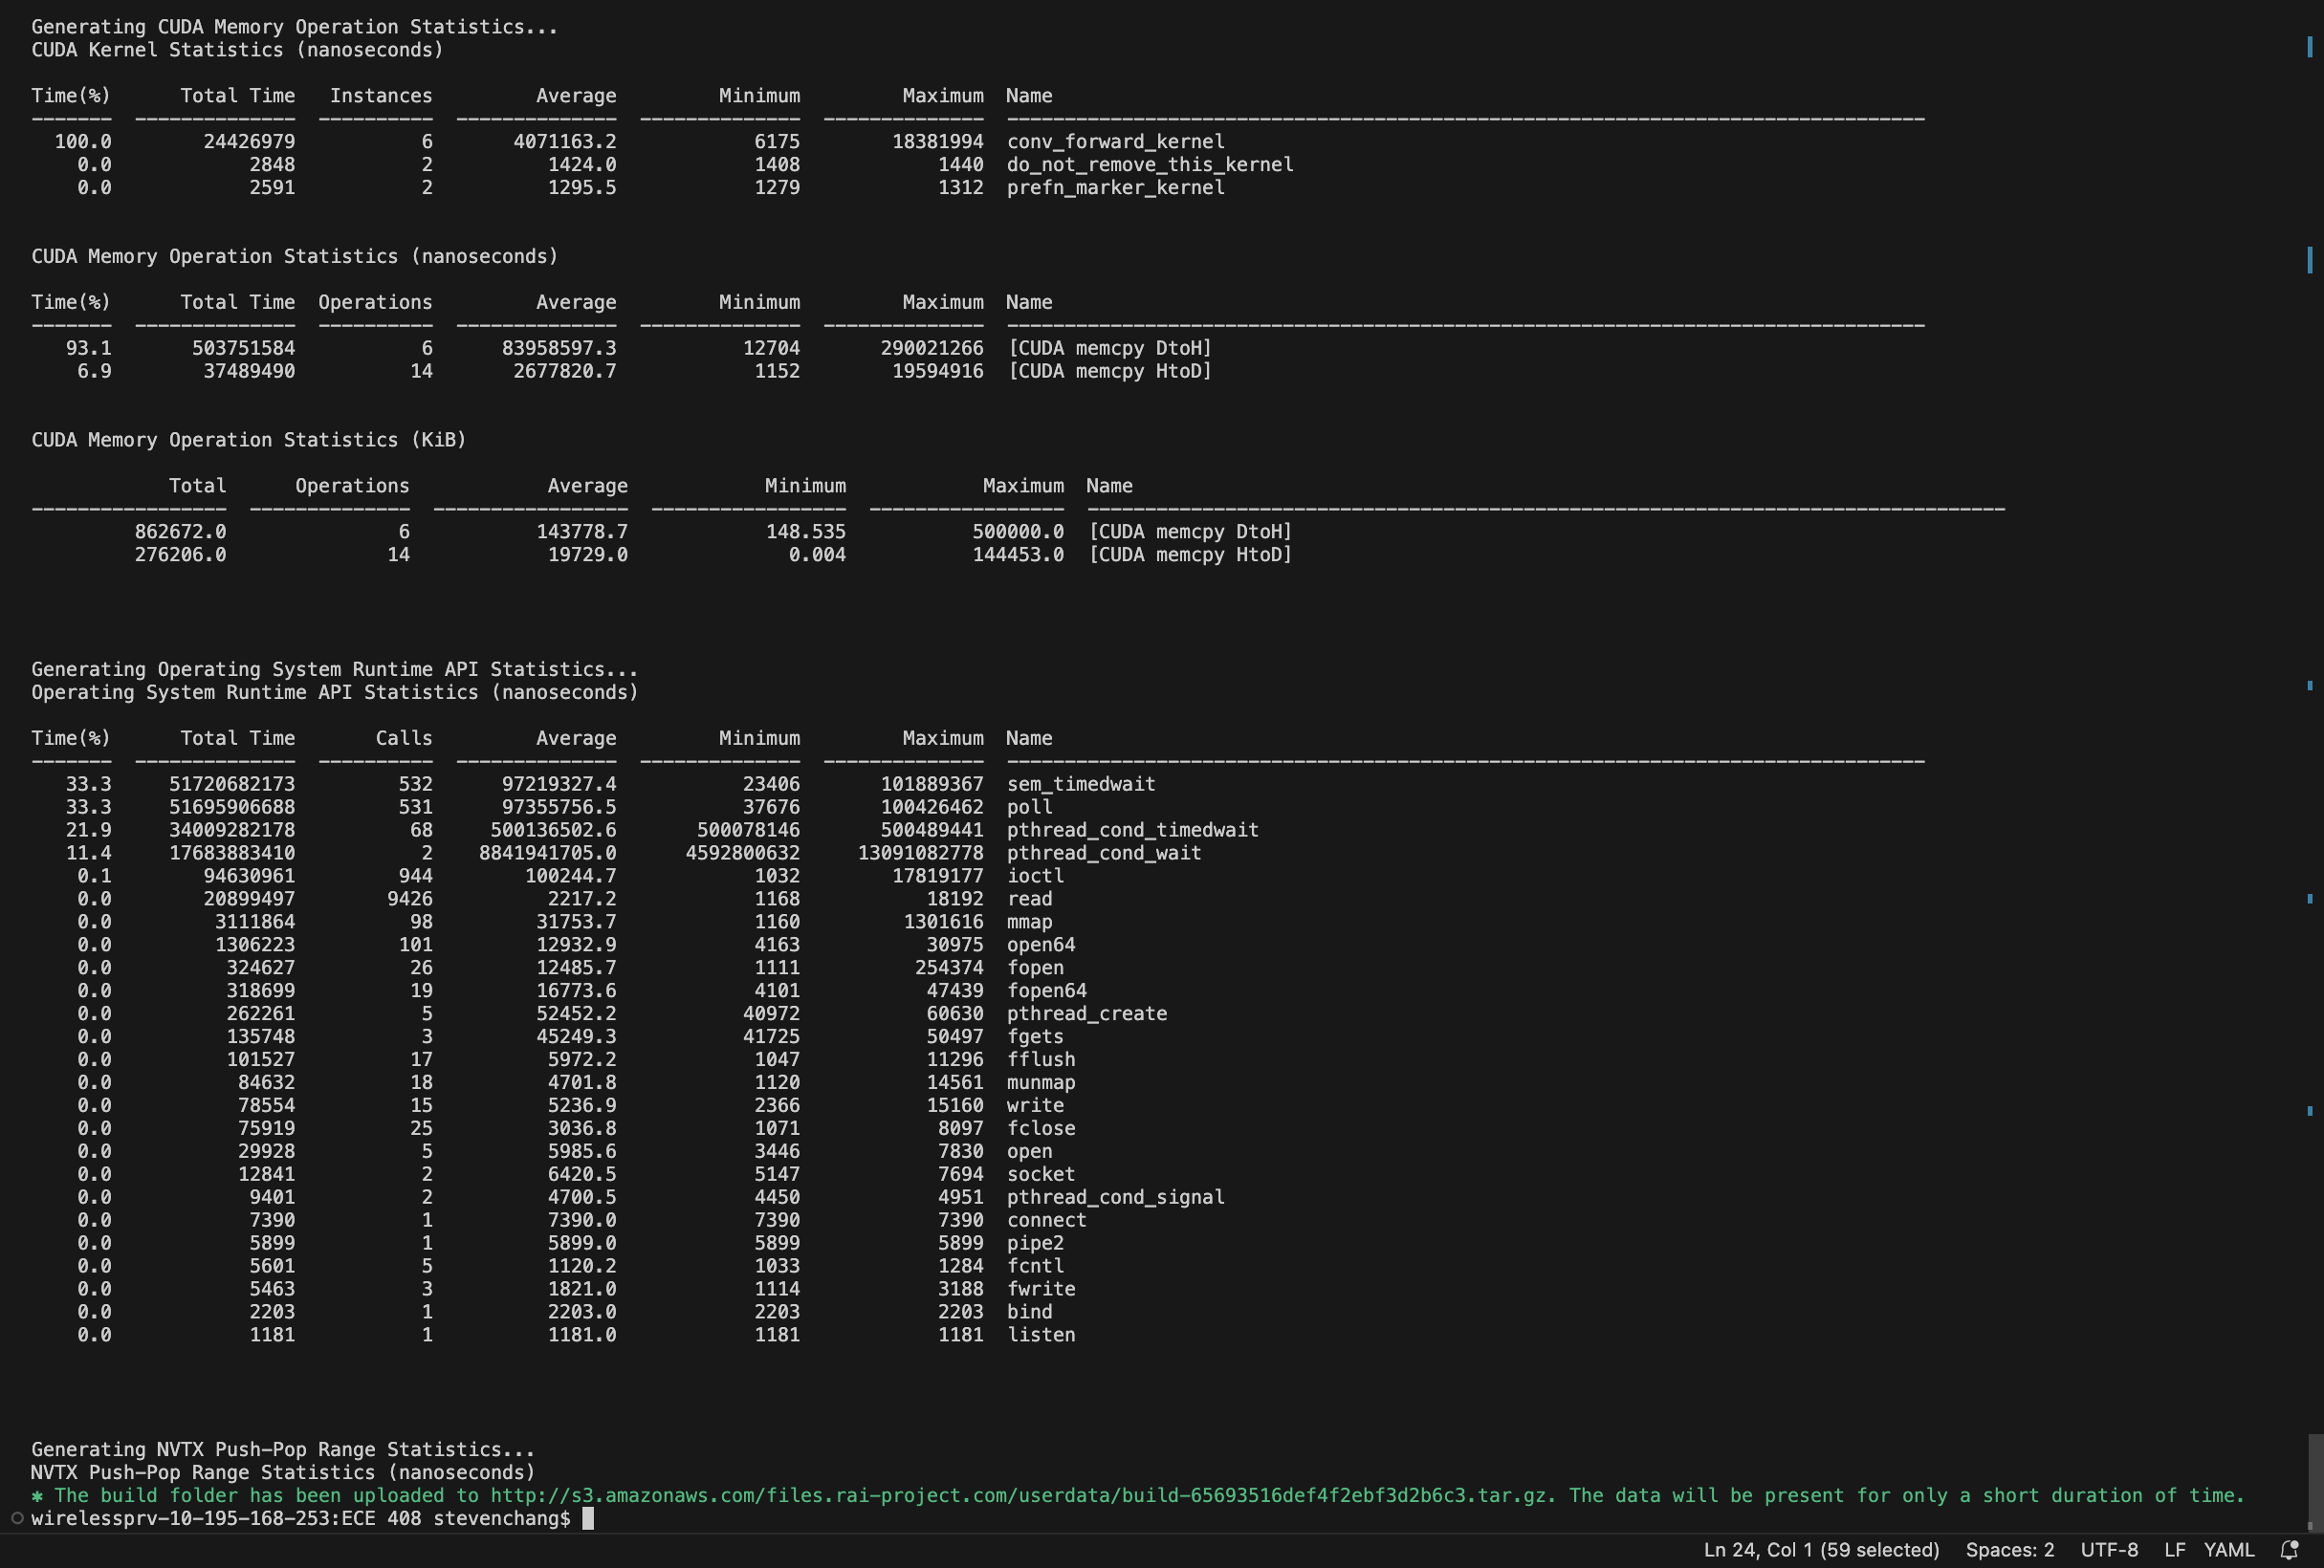 Generating CUDA Memory Operation Statistics...
CUDA Kernel Statistics (nanoseconds)
Time(%) Total Time Instances Average Minimum Maximum Name
------- -------------- ---------- -------------- -------------- -------------- --------------------------------------------------------------------------------
100.0 24426979 6 4071163.2 6175 18381994 conv_forward_kernel
0.0 2848 2 1424.0 1408 1440 do_not_remove_this_kernel
0.0 2591 2 1295.5 1279 1312 prefn_marker_kernel
CUDA Memory Operation Statistics (nanoseconds)
Time(%) Total Time Operations Average Minimum Maximum Name
------- -------------- ---------- -------------- -------------- -------------- --------------------------------------------------------------------------------
93.1 503751584 6 83958597.3 12704 290021266 [CUDA memcpy DtoH]
6.9 37489490 14 2677820.7 1152 19594916 [CUDA memcpy HtoD]
CUDA Memory Operation Statistics (KiB)
Total Operations Average Minimum Maximum Name
----------------- -------------- ----------------- ----------------- ----------------- --------------------------------------------------------------------------------
862672.0 6 143778.7 148.535 500000.0 [CUDA memcpy DtoH]
276206.0 14 19729.0 0.004 144453.0 [CUDA memcpy HtoD]
Generating Operating System Runtime API Statistics...
Operating System Runtime API Statistics (nanoseconds)
Time(%) Total Time Calls Average Minimum Maximum Name
------- -------------- ---------- -------------- -------------- -------------- --------------------------------------------------------------------------------
33.3 51720682173 532 97219327.4 23406 101889367 sem_timedwait
33.3 51695906688 531 97355756.5 37676 100426462 poll
21.9 34009282178 68 500136502.6 500078146 500489441 pthread_cond_timedwait
11.4 17683883410 2 8841941705.0 4592800632 13091082778 pthread_cond_wait
0.1 94630961 944 100244.7 1032 17819177 ioctl
0.0 20899497 9426 2217.2 1168 18192 read
0.0 3111864 98 31753.7 1160 1301616 mmap
0.0 1306223 101 12932.9 4163 30975 open64
0.0 324627 26 12485.7 1111 254374 fopen
0.0 318699 19 16773.6 4101 47439 fopen64
0.0 262261 5 52452.2 40972 60630 pthread_create
0.0 135748 3 45249.3 41725 50497 fgets
0.0 101527 17 5972.2 1047 11296 fflush
0.0 84632 18 4701.8 1120 14561 munmap
0.0 78554 15 5236.9 2366 15160 write
0.0 75919 25 3036.8 1071 8097 fclose
0.0 29928 5 5985.6 3446 7830 open
0.0 12841 2 6420.5 5147 7694 socket
0.0 9401 2 4700.5 4450 4951 pthread_cond_signal
0.0 7390 1 7390.0 7390 7390 connect
0.0 5899 1 5899.0 5899 5899 pipe2
0.0 5601 5 1120.2 1033 1284 fcntl
0.0 5463 3 1821.0 1114 3188 fwrite
0.0 2203 1 2203.0 2203 2203 bind
0.0 1181 1 1181.0 1181 1181 listen
Generating NVTX Push-Pop Range Statistics...
NVTX Push-Pop Range Statistics (nanoseconds)
✱ The build folder has been uploaded to http://s3.amazonaws.com/files.rai-project.com/userdata/build-65693516def4f2ebf3d2b6c3.tar.gz. The data will be present for only a short duration of time.
wirelessprv-10-195-168-253:ECE 408 stevenchang$
Ln 24, Col 1 (59 selected) Spaces: 2 UTF-8 LF YAML